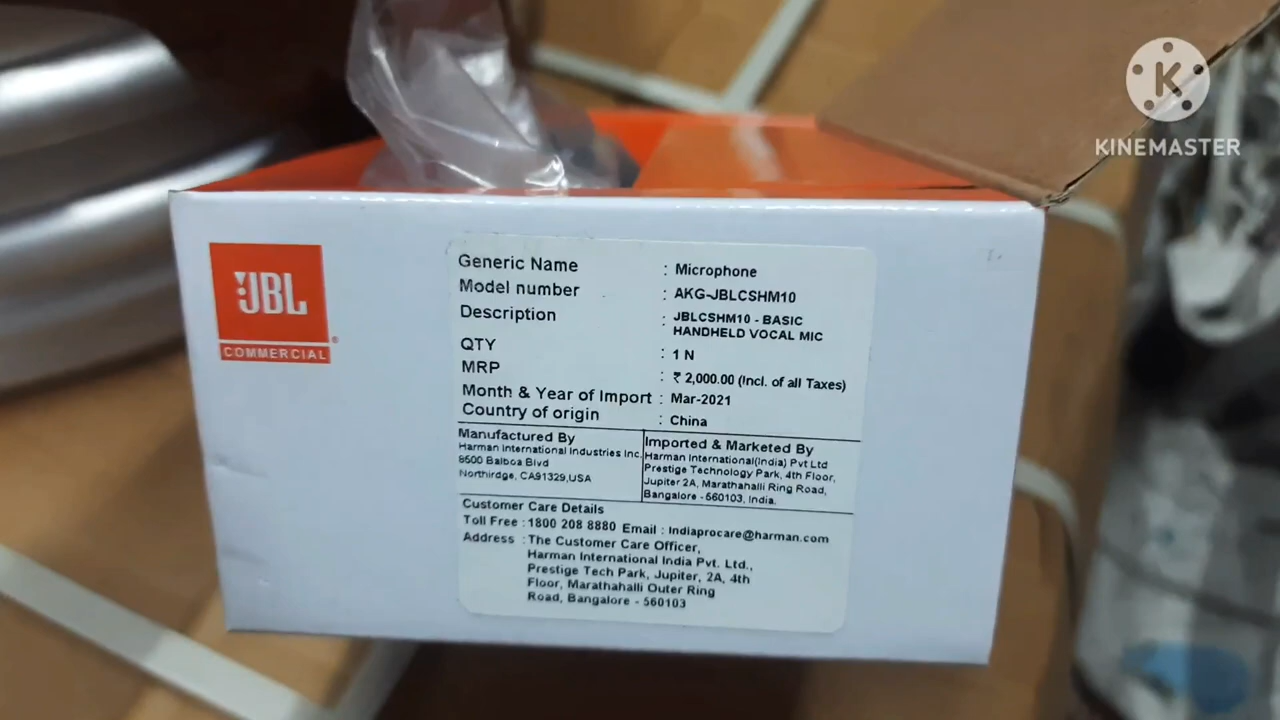 KINEMASTER
JBL
COMMERCIAL
Generic Name : Microphone
Model number : AKG-JBLCSHM10
Description : JBLCSHM10 - BASIC
HANDHELD VOCAL MIC
QTY : 1 N
MRP : ₹ 2,000.00 (Incl. of all Taxes)
Month & Year of Import : Mar-2021
Country of origin : China
Manufactured By
Harman International Industries Inc.
8500 Balboa Blvd
Northirdge, CA91329,USA
Imported & Marketed By
Harman International(India) Pvt Ltd
Prestige Technology Park, 4th Floor,
Jupiter 2A, Marathahalli Ring Road,
Bangalore - 560103, India.
Customer Care Details
Toll Free : 1800 208 8880 Email : Indiaprocare@harman.com
Address : The Customer Care Officer,
Harman International India Pvt. Ltd.,
Prestige Tech Park, Jupiter, 2A, 4th
Floor, Marathahalli Outer Ring
Road, Bangalore - 560103